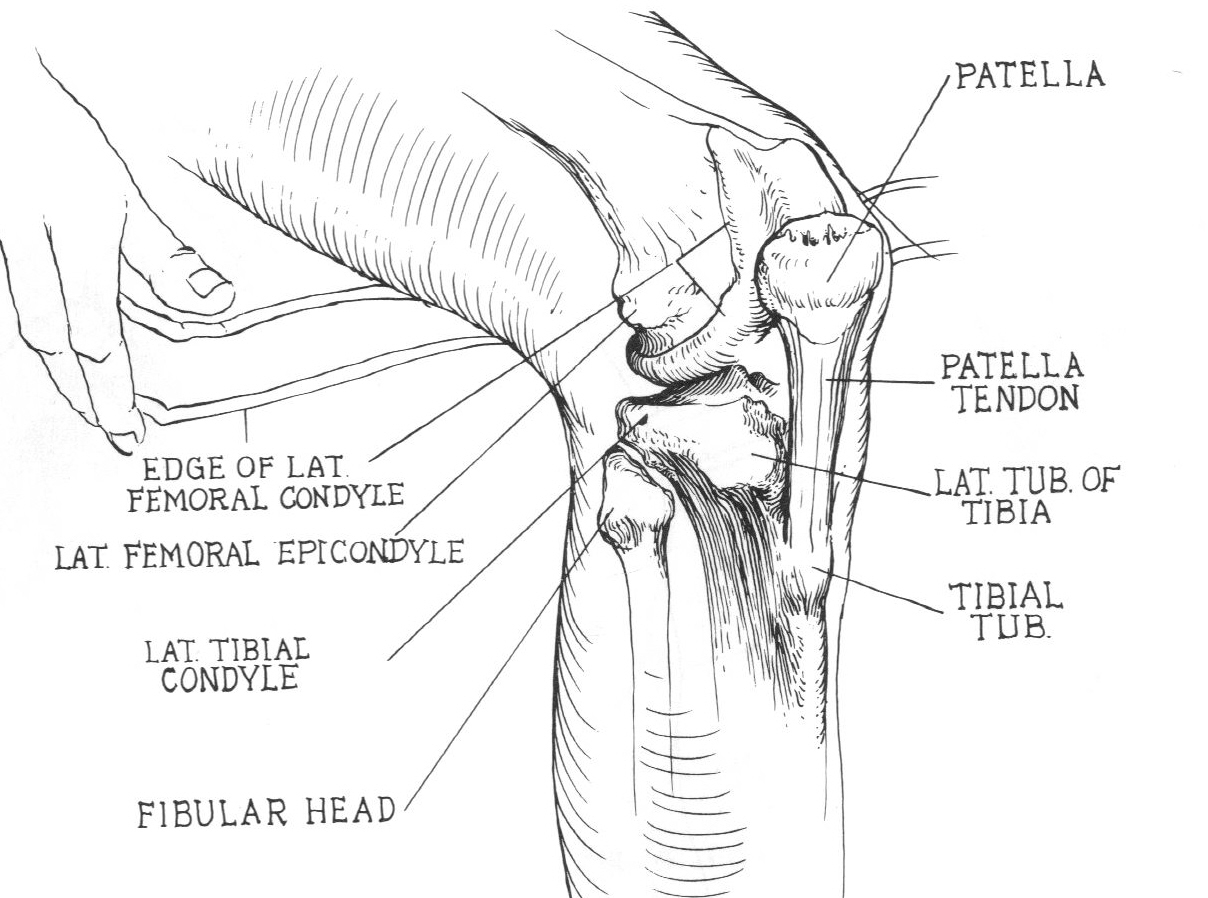 PATELLA
PATELLA
TENDON
EDGE OF LAT.
FEMORAL CONDYLE
LAT. TUB. OF
TIBIA
LAT. FEMORAL EPICONDYLE
TIBIAL
TUB.
LAT. TIBIAL
CONDYLE
FIBULAR HEAD